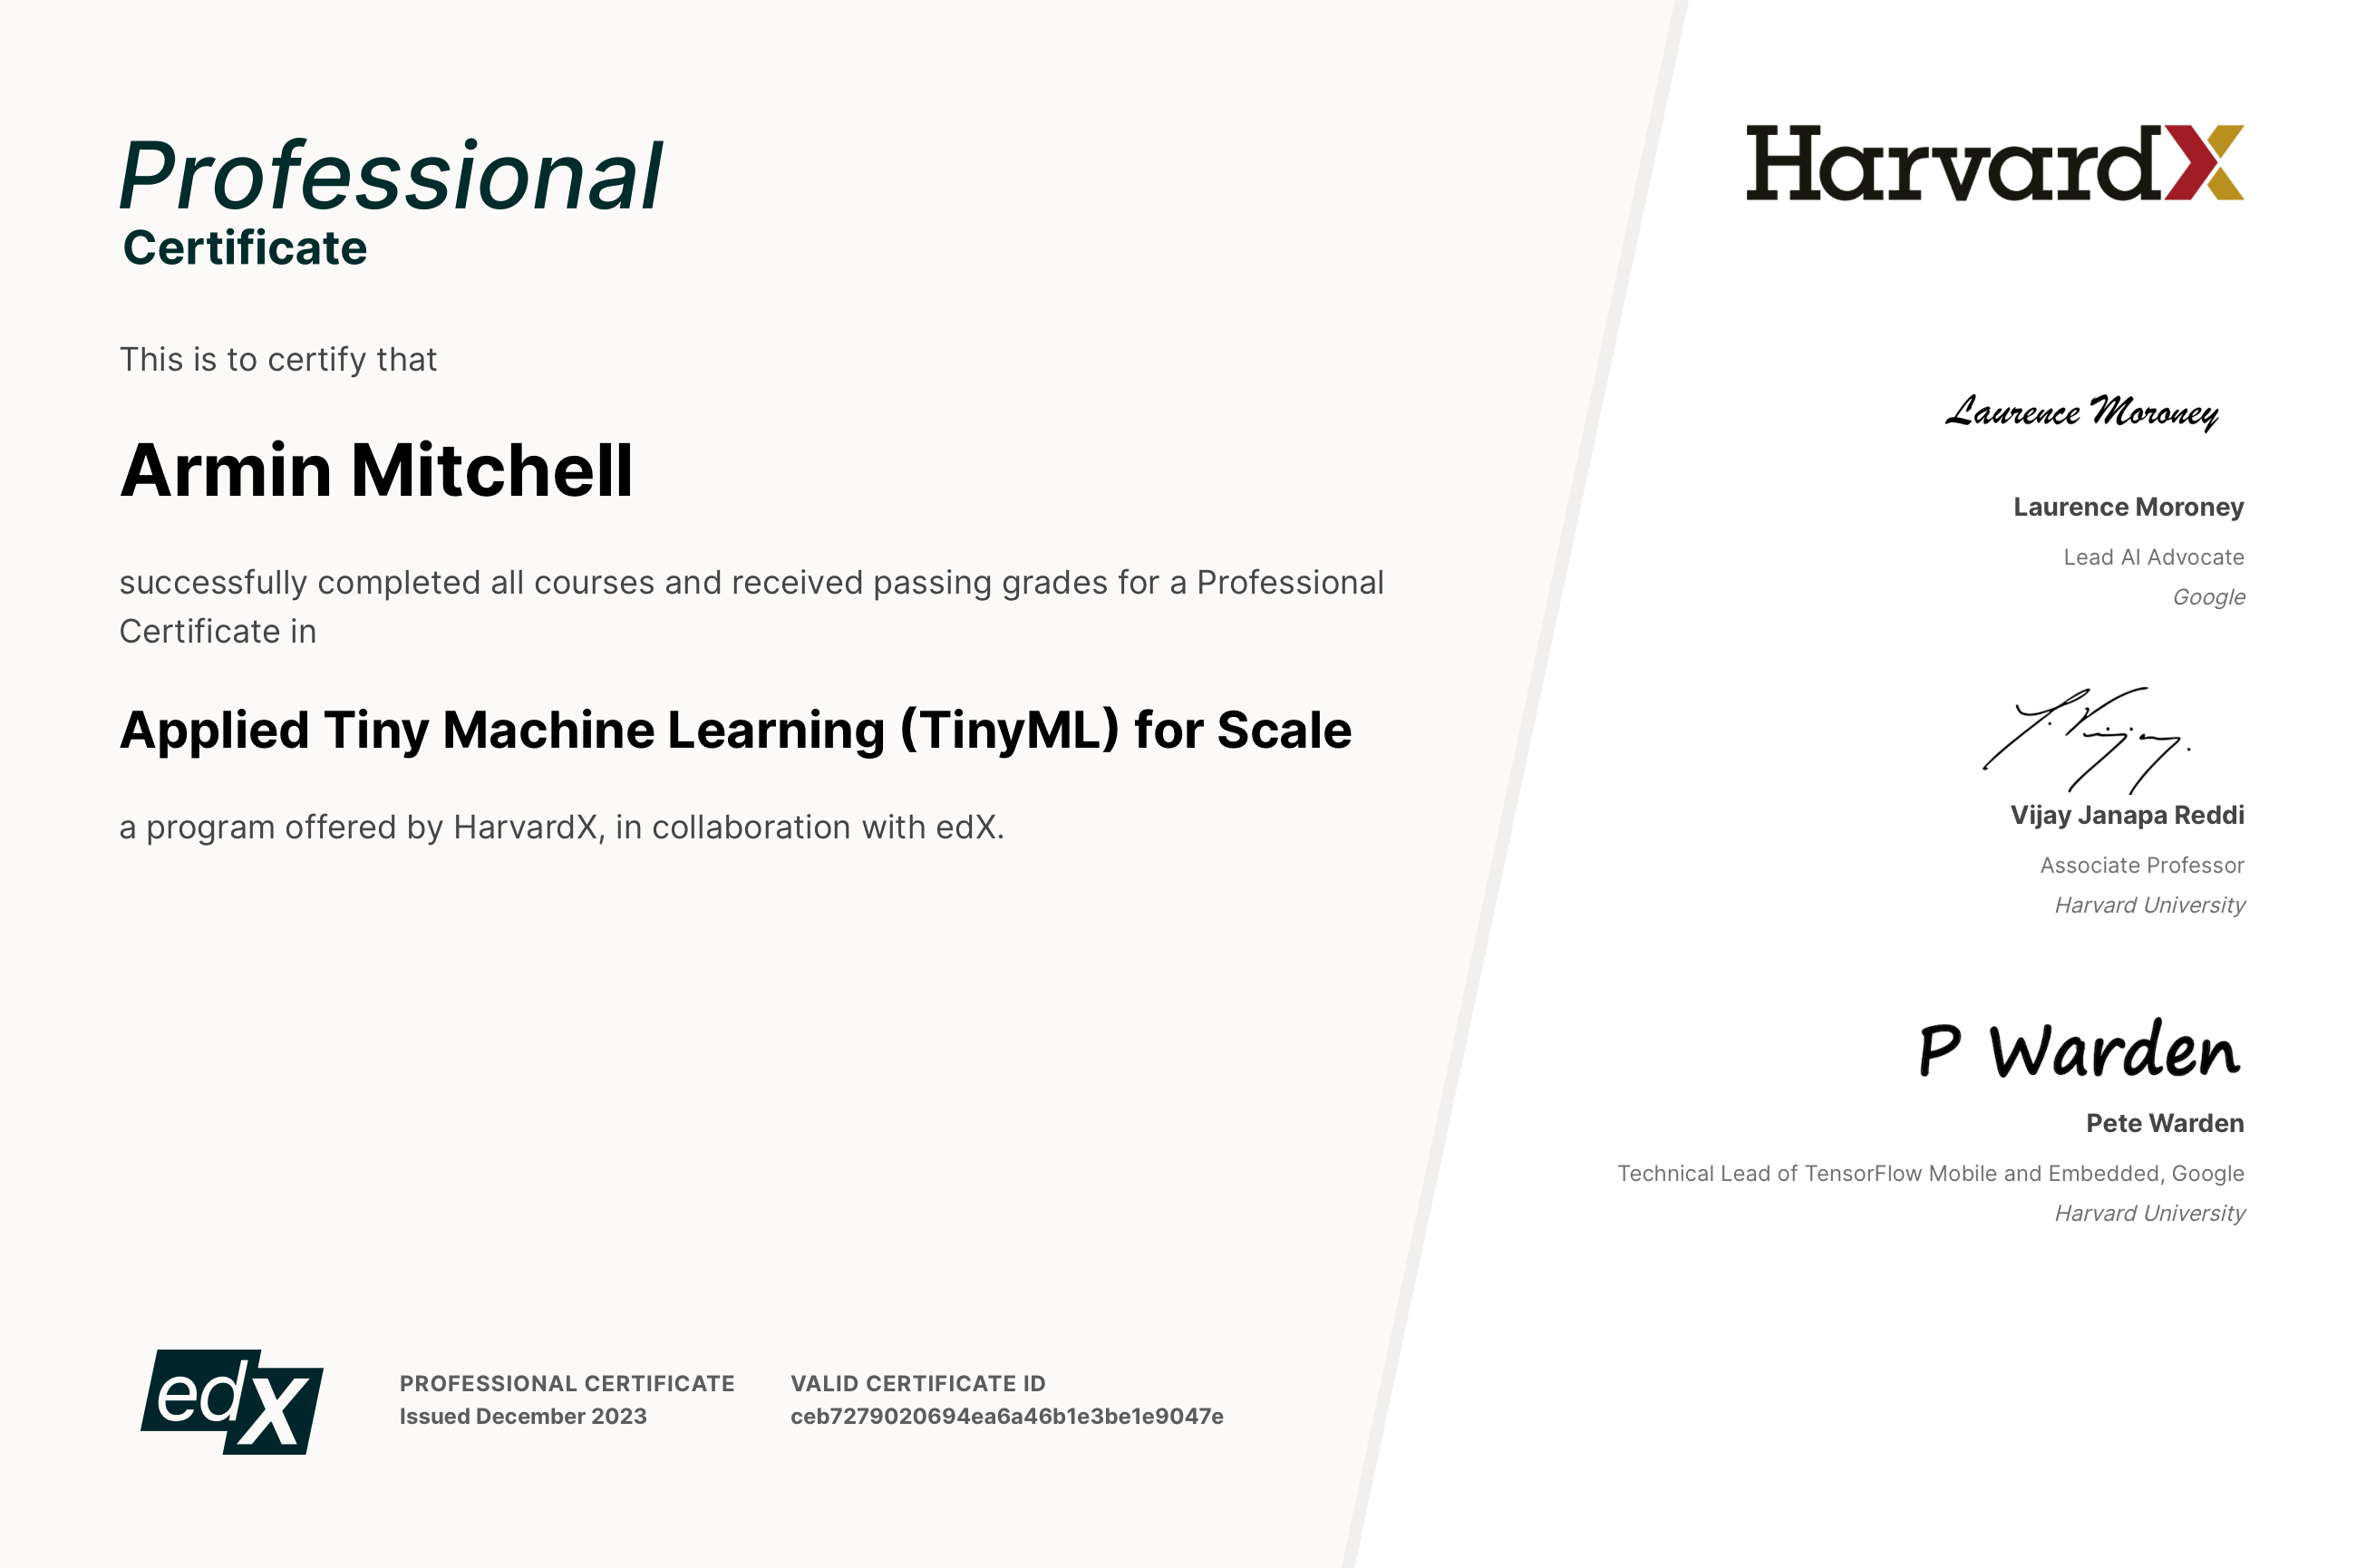 Professional
Certificate
This is to certify that
Armin Mitchell
successfully completed all courses and received passing grades for a Professional
Certificate in
Applied Tiny Machine Learning (TinyML) for Scale
a program offered by HarvardX, in collaboration with edX.
edX
PROFESSIONAL CERTIFICATE
Issued December 2023
VALID CERTIFICATE ID
ceb7279020694ea6a46b1e3be1e9047e
HarvardX
Laurence Moroney
Laurence Moroney
Lead AI Advocate
Google
J. Vijay.
Vijay Janapa Reddi
Associate Professor
Harvard University
P Warden
Pete Warden
Technical Lead of TensorFlow Mobile and Embedded, Google
Harvard University